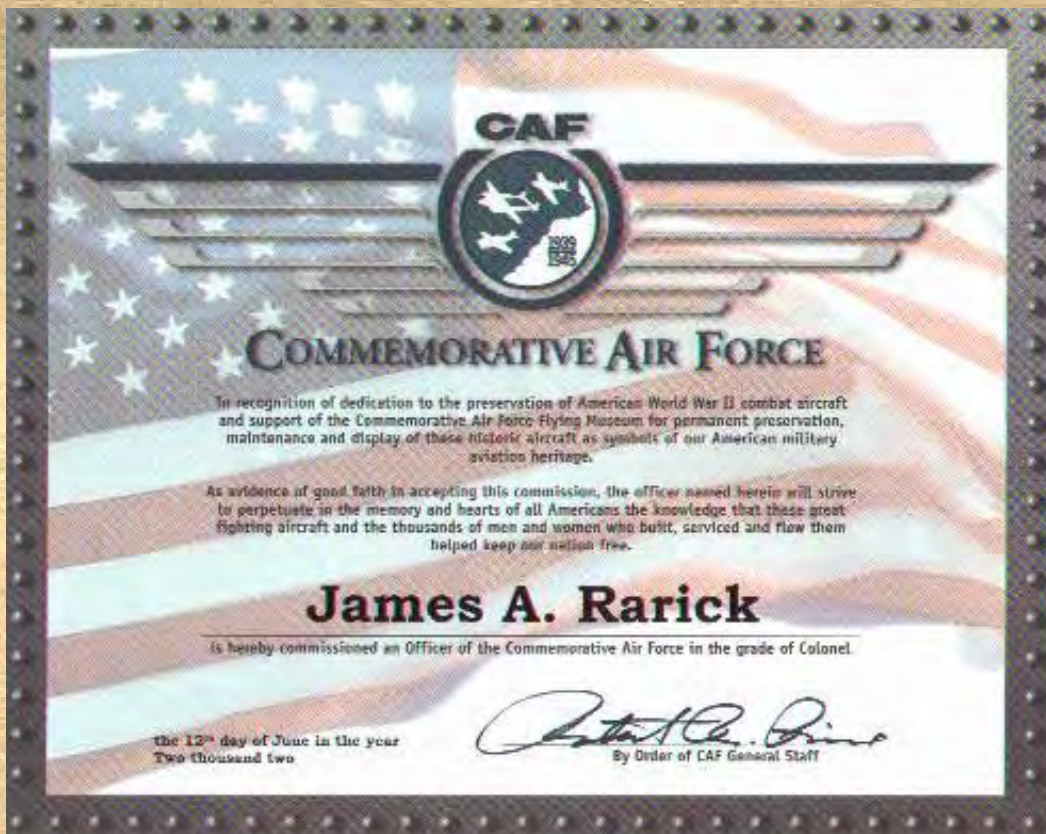 CAF
1939
1945
COMMEMORATIVE AIR FORCE
In recognition of dedication to the preservation of American World War II combat aircraft
and support of the Commemorative Air Force Flying Museum for permanent preservation,
maintenance and display of these historic aircraft as symbols of our American military
aviation heritage.
As evidence of good faith in accepting this commission, the officer named herein will strive
to perpetuate in the memory and hearts of all Americans the knowledge that these great
fighting aircraft and the thousands of men and women who built, serviced and flew them
helped keep our nation free.
James A. Rarick
is hereby commissioned an Officer of the Commemorative Air Force in the grade of Colonel
the 12th day of June in the year
Two thousand two
By Order of CAF General Staff